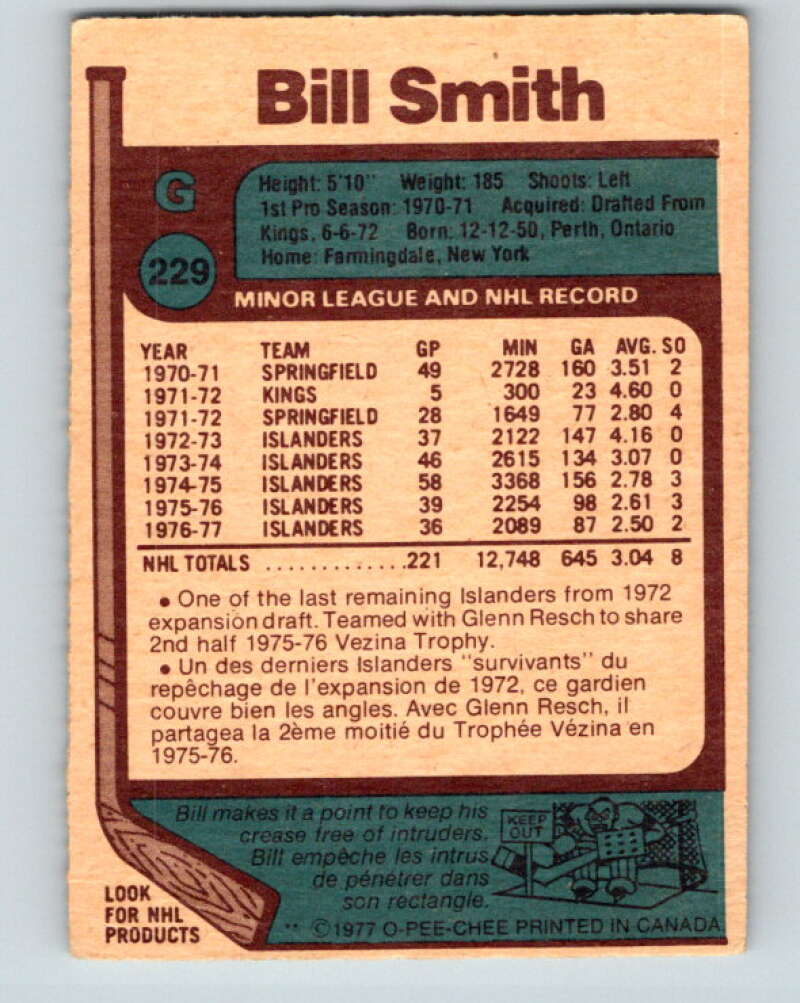 Bill Smith
G
229
Height: 5'10" Weight: 185 Shoots: Left
1st Pro Season: 1970-71 Acquired: Drafted From
Kings, 6-6-72 Born: 12-12-50, Perth, Ontario
Home: Farmingdale, New York
MINOR LEAGUE AND NHL RECORD
YEAR TEAM GP MIN GA AVG. SO
1970-71 SPRINGFIELD 49 2728 160 3.51 2
1971-72 KINGS 5 300 23 4.60 0
1971-72 SPRINGFIELD 28 1649 77 2.80 4
1972-73 ISLANDERS 37 2122 147 4.16 0
1973-74 ISLANDERS 46 2615 134 3.07 0
1974-75 ISLANDERS 58 3368 156 2.78 3
1975-76 ISLANDERS 39 2254 98 2.61 3
1976-77 ISLANDERS 36 2089 87 2.50 2
NHL TOTALS .............221 12,748 645 3.04 8
• One of the last remaining Islanders from 1972
expansion draft. Teamed with Glenn Resch to share
2nd half 1975-76 Vezina Trophy.
• Un des derniers Islanders "survivants" du
repêchage de l'expansion de 1972, ce gardien
couvre bien les angles. Avec Glenn Resch, il
partagea la 2ème moitié du Trophée Vézina en
1975-76.
Bill makes it a point to keep his
crease free of intruders.
Bill empêche les intrus
de pénétrer dans
son rectangle.
KEEP
OUT
LOOK
FOR NHL
PRODUCTS
** ©1977 O-PEE-CHEE PRINTED IN CANADA